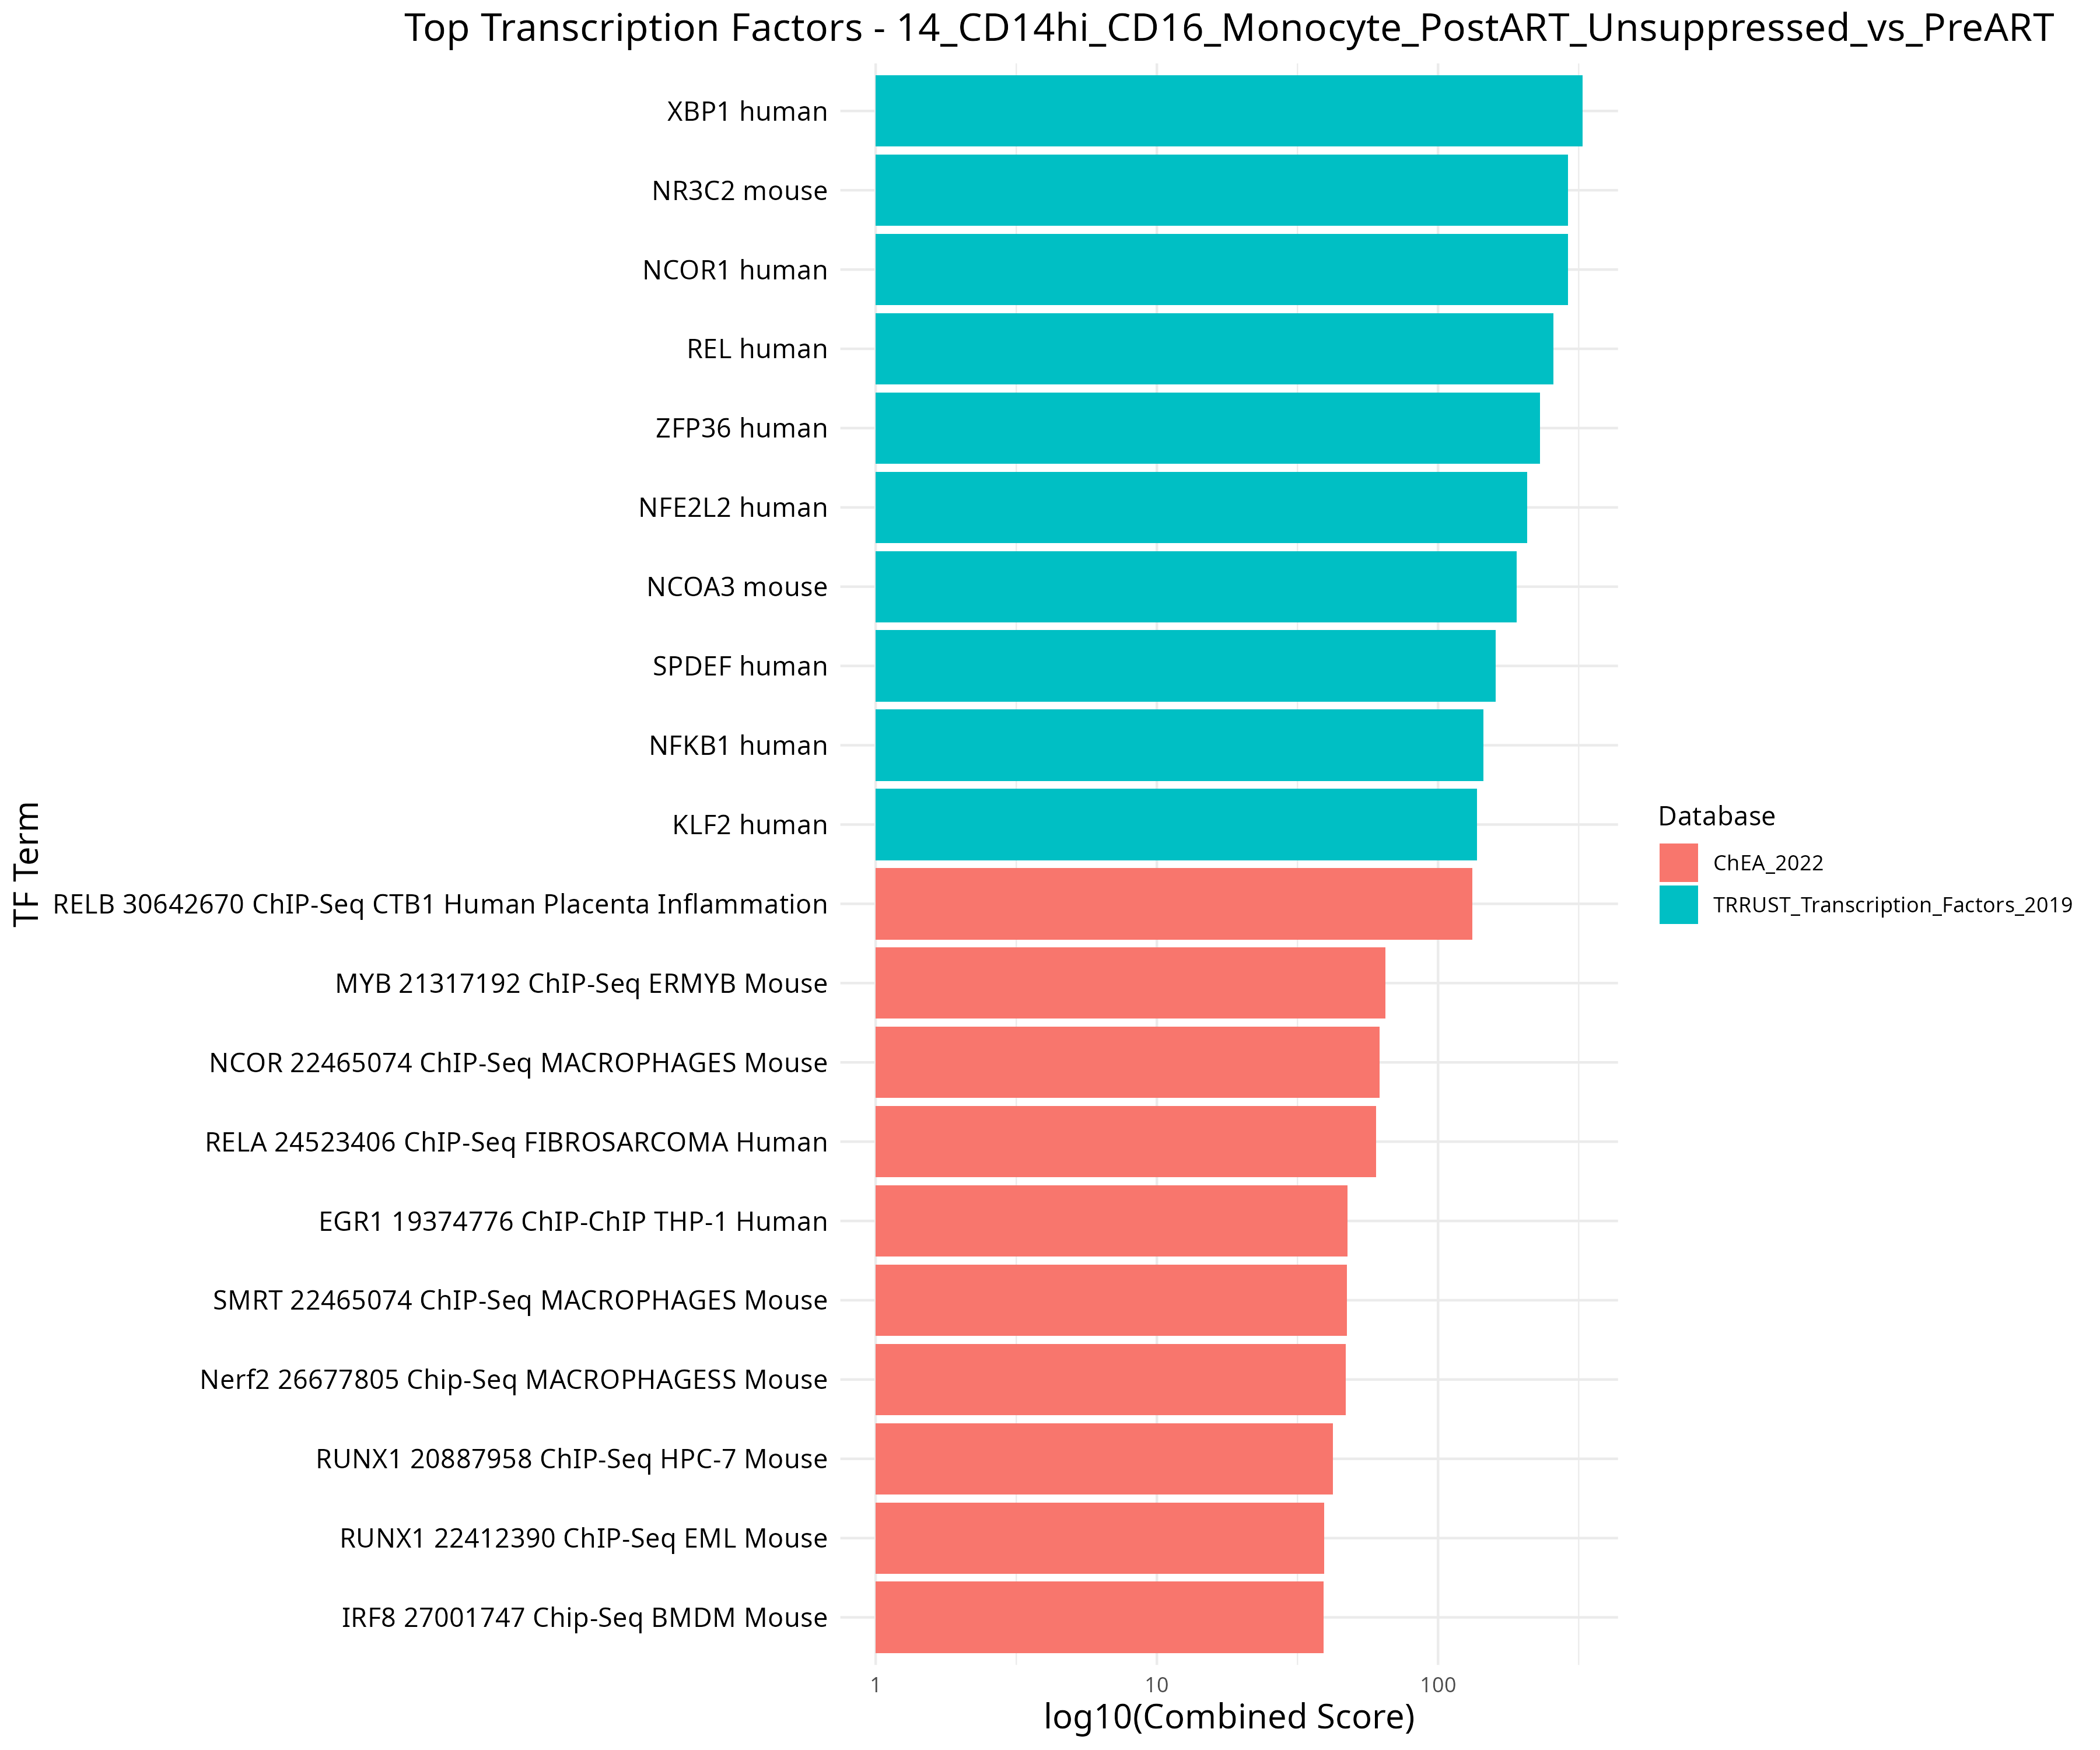 Top Transcription Factors - 14_CD14hi_CD16_Monocyte_PostART_Unsuppressed_vs_PreART
TF Term
XBP1 human
NR3C2 mouse
NCOR1 human
REL human
ZFP36 human
NFE2L2 human
NCOA3 mouse
SPDEF human
NFKB1 human
KLF2 human
RELB 30642670 ChIP-Seq CTB1 Human Placenta Inflammation
MYB 21317192 ChIP-Seq ERMYB Mouse
NCOR 22465074 ChIP-Seq MACROPHAGES Mouse
RELA 24523406 ChIP-Seq FIBROSARCOMA Human
EGR1 19374776 ChIP-ChIP THP-1 Human
SMRT 22465074 ChIP-Seq MACROPHAGES Mouse
Nerf2 26677805 Chip-Seq MACROPHAGESS Mouse
RUNX1 20887958 ChIP-Seq HPC-7 Mouse
RUNX1 22412390 ChIP-Seq EML Mouse
IRF8 27001747 Chip-Seq BMDM Mouse
1 10 100
log10(Combined Score)
Database
ChEA_2022
TRRUST_Transcription_Factors_2019